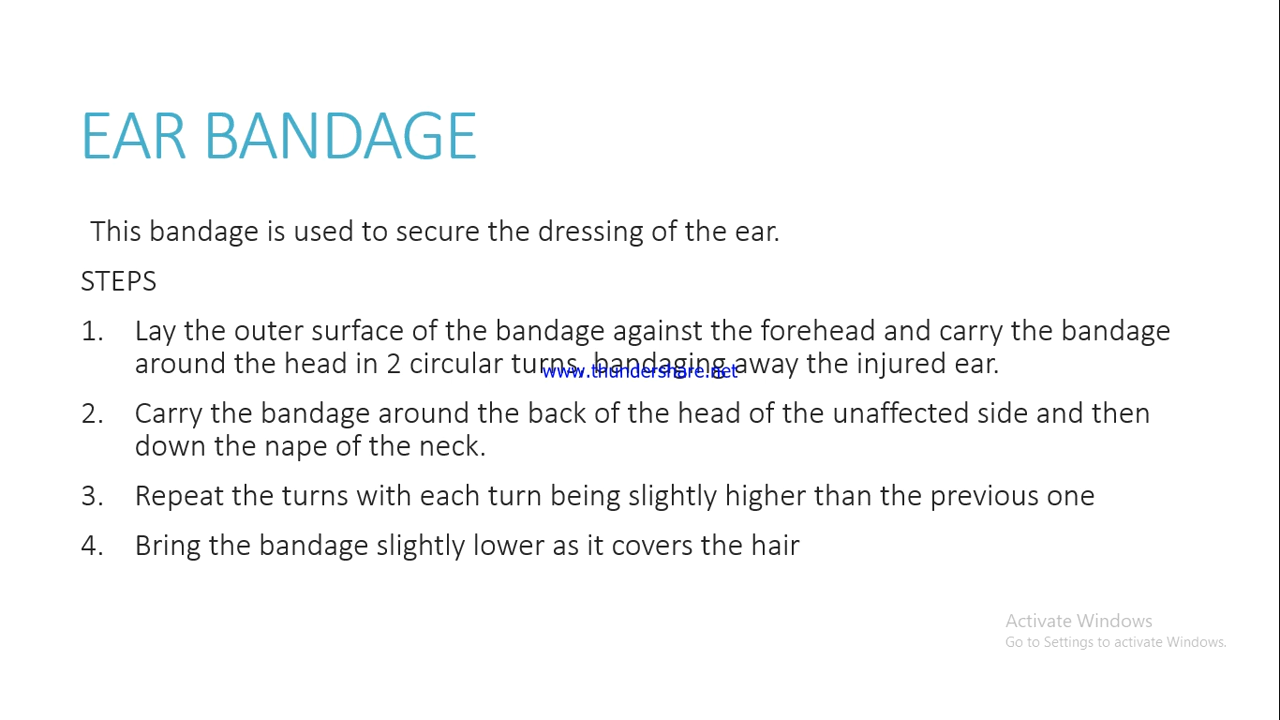 EAR BANDAGE
This bandage is used to secure the dressing of the ear.
STEPS
1. Lay the outer surface of the bandage against the forehead and carry the bandage
around the head in 2 circular turns, bandaging away the injured ear.
www.thundershare.net
2. Carry the bandage around the back of the head of the unaffected side and then
down the nape of the neck.
3. Repeat the turns with each turn being slightly higher than the previous one
4. Bring the bandage slightly lower as it covers the hair
Activate Windows
Go to Settings to activate Windows.